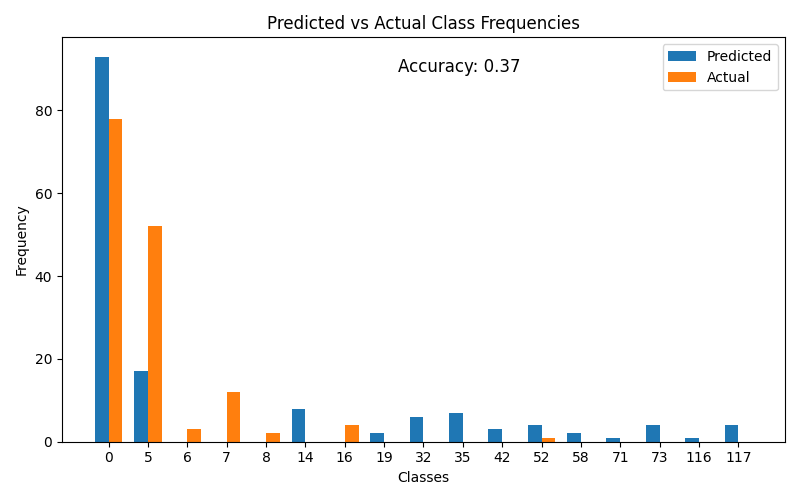 Predicted vs Actual Class Frequencies
Accuracy: 0.37
Predicted
Actual
Frequency
80
60
40
20
0
0 5 6 7 8 14 16 19 32 35 42 52 58 71 73 116 117
Classes